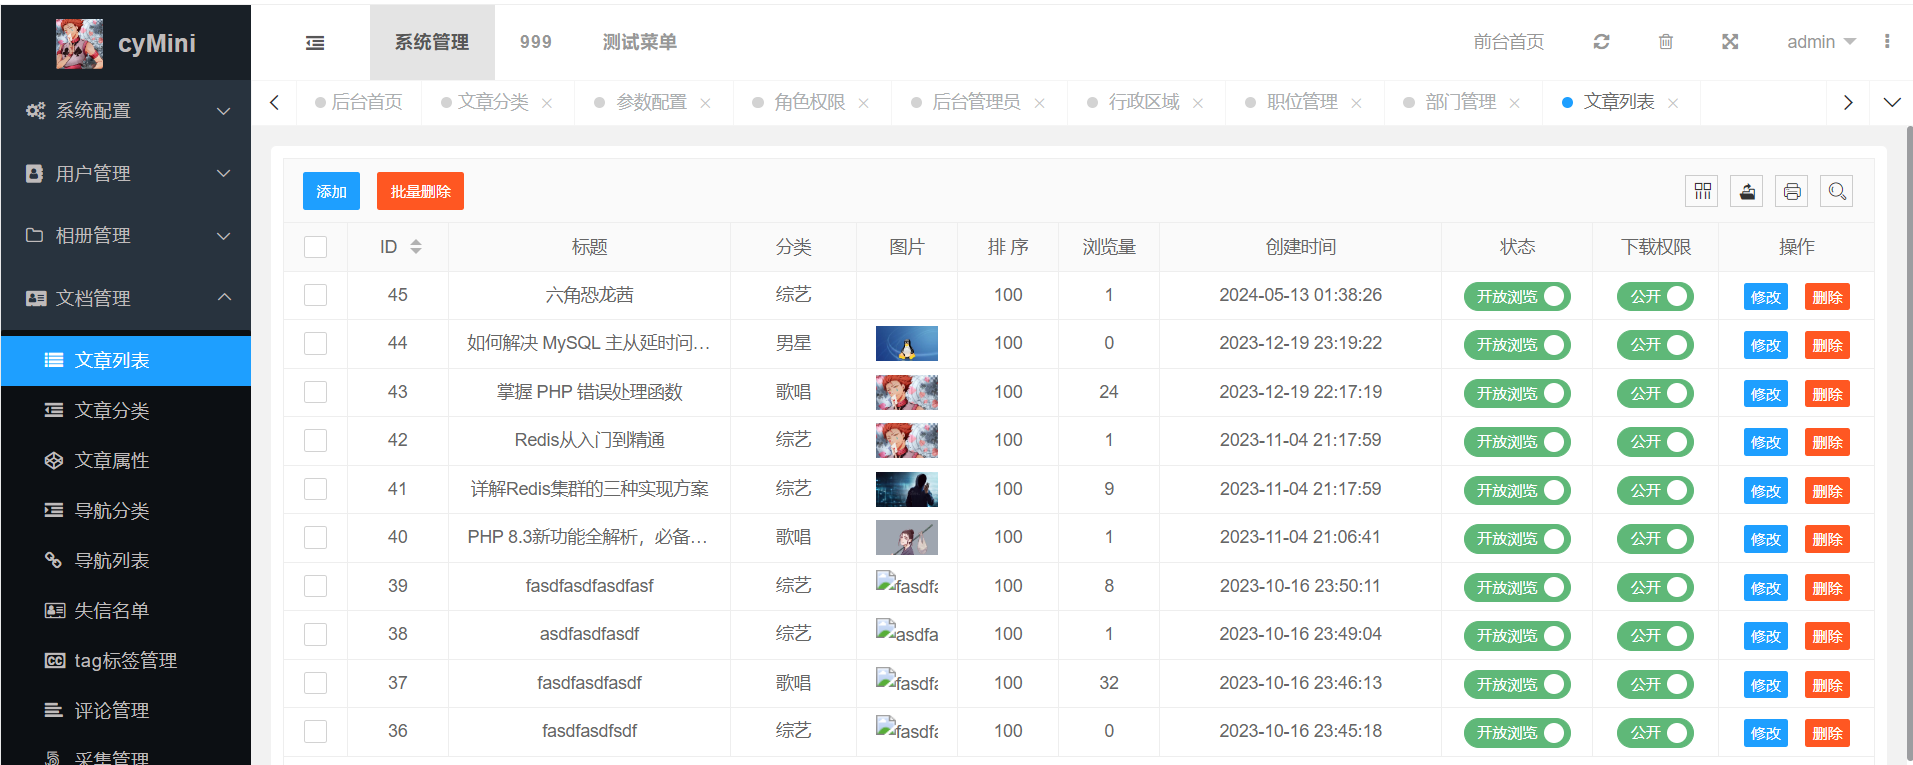 cyMini
系统管理
999
测试菜单
前台首页
admin
系统配置
用户管理
相册管理
文档管理
文章列表
文章分类
文章属性
导航分类
导航列表
失信名单
tag标签管理
评论管理
采集管理
后台首页
文章分类
参数配置
角色权限
后台管理员
行政区域
职位管理
部门管理
文章列表
添加 批量删除
ID 标题 分类 图片 排 序 浏览量 创建时间 状态 下载权限 操作
45 六角恐龙茜 综艺 100 1 2024-05-13 01:38:26 开放浏览 公开 修改 删除
44 如何解决 MySQL 主从延时问... 男星 100 0 2023-12-19 23:19:22 开放浏览 公开 修改 删除
43 掌握 PHP 错误处理函数 歌唱 100 24 2023-12-19 22:17:19 开放浏览 公开 修改 删除
42 Redis从入门到精通 综艺 100 1 2023-11-04 21:17:59 开放浏览 公开 修改 删除
41 详解Redis集群的三种实现方案 综艺 100 9 2023-11-04 21:17:59 开放浏览 公开 修改 删除
40 PHP 8.3新功能全解析，必备... 歌唱 100 1 2023-11-04 21:06:41 开放浏览 公开 修改 删除
39 fasdfasdfasdfasf 综艺 fasdfa 100 8 2023-10-16 23:50:11 开放浏览 公开 修改 删除
38 asdfasdfasdf 综艺 asdfa 100 1 2023-10-16 23:49:04 开放浏览 公开 修改 删除
37 fasdfasdfasdf 歌唱 fasdfa 100 32 2023-10-16 23:46:13 开放浏览 公开 修改 删除
36 fasdfasdfsdf 综艺 fasdfa 100 0 2023-10-16 23:45:18 开放浏览 公开 修改 删除